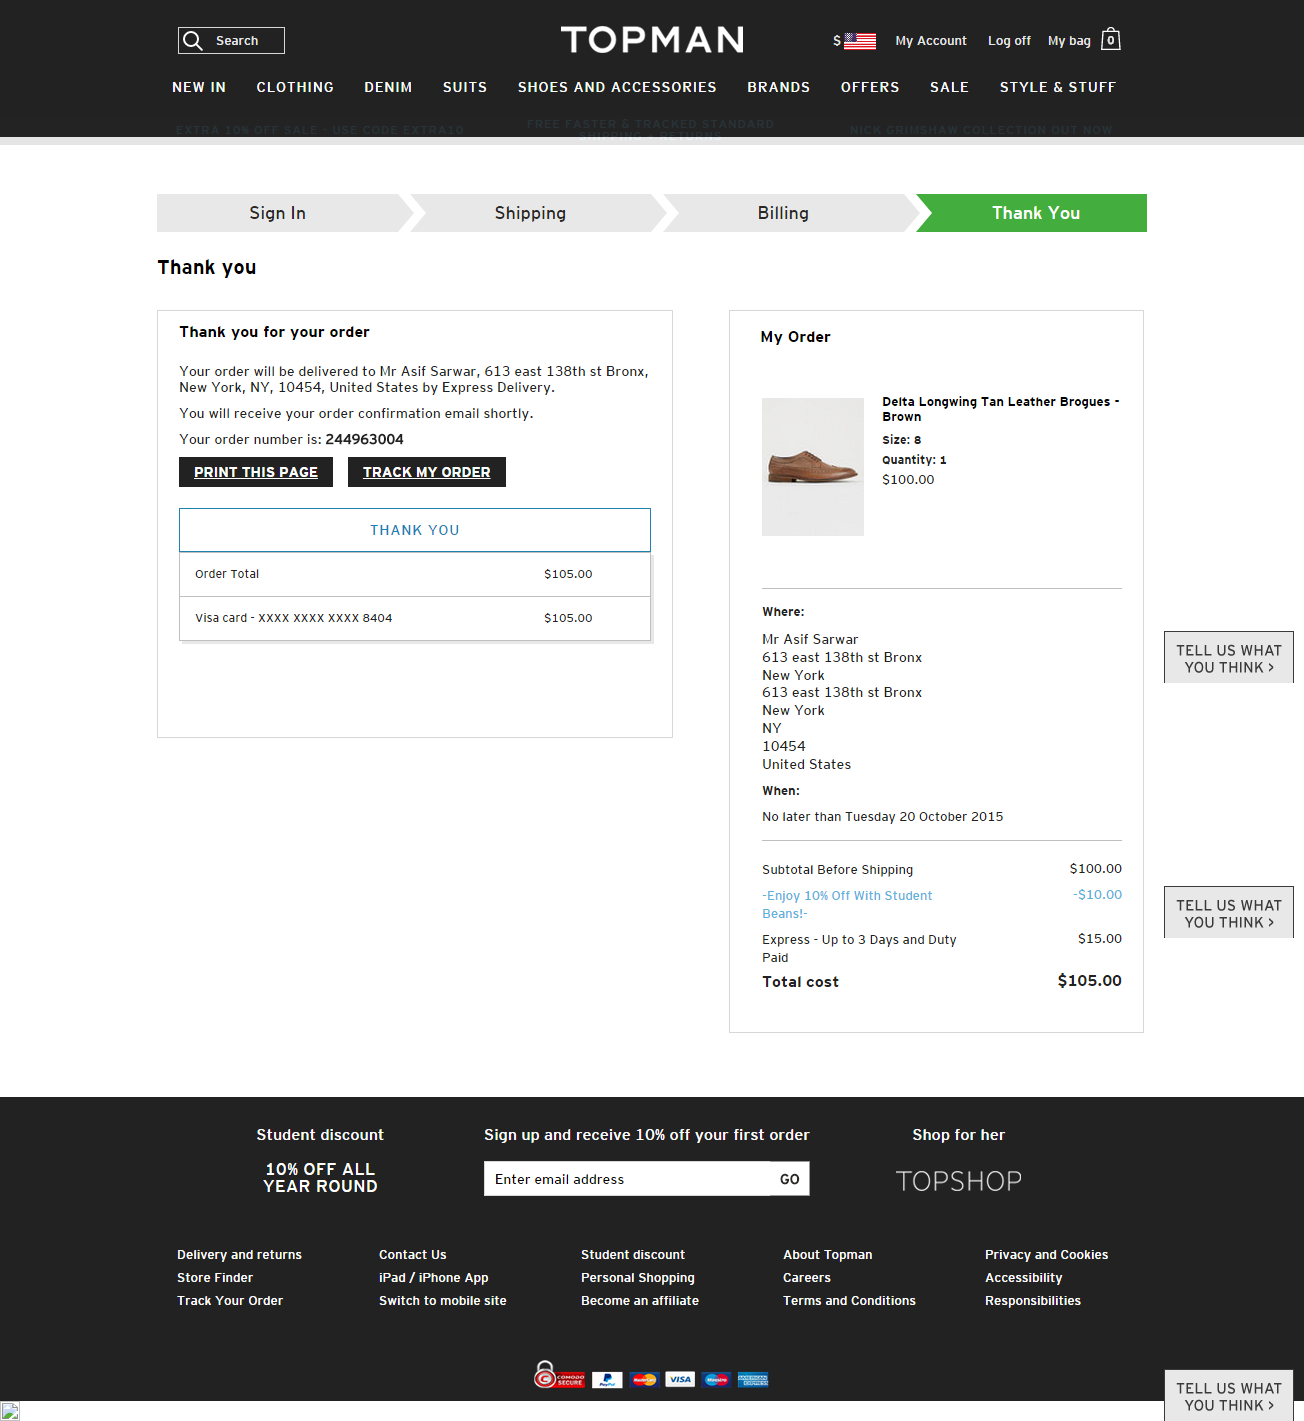 Search
TOPMAN
$
My Account
Log off
My bag
0
NEW IN
CLOTHING
DENIM
SUITS
SHOES AND ACCESSORIES
BRANDS
OFFERS
SALE
STYLE & STUFF
EXTRA 10% OFF SALE - USE CODE EXTRA10
FREE FASTER & TRACKED STANDARD
SHIPPING + RETURNS
NICK GRIMSHAW COLLECTION OUT NOW
Sign In
Shipping
Billing
Thank You
Thank you
Thank you for your order
Your order will be delivered to Mr Asif Sarwar, 613 east 138th st Bronx,
New York, NY, 10454, United States by Express Delivery.
You will receive your order confirmation email shortly.
Your order number is: 244963004
PRINT THIS PAGE
TRACK MY ORDER
THANK YOU
Order Total $105.00
Visa card - XXXX XXXX XXXX 8404 $105.00
My Order
Delta Longwing Tan Leather Brogues -
Brown
Size: 8
Quantity: 1
$100.00
Where:
Mr Asif Sarwar
613 east 138th st Bronx
New York
613 east 138th st Bronx
New York
NY
10454
United States
When:
No later than Tuesday 20 October 2015
Subtotal Before Shipping $100.00
-Enjoy 10% Off With Student -$10.00
Beans!-
Express - Up to 3 Days and Duty $15.00
Paid
Total cost $105.00
TELL US WHAT
YOU THINK >
TELL US WHAT
YOU THINK >
Student discount
10% OFF ALL
YEAR ROUND
Sign up and receive 10% off your first order
Enter email address
GO
Shop for her
TOPSHOP
Delivery and returns
Store Finder
Track Your Order
Contact Us
iPad / iPhone App
Switch to mobile site
Student discount
Personal Shopping
Become an affiliate
About Topman
Careers
Terms and Conditions
Privacy and Cookies
Accessibility
Responsibilities
COMODO
SECURE
PayPal
MasterCard
VISA
Maestro
AMERICAN
EXPRESS
TELL US WHAT
YOU THINK >